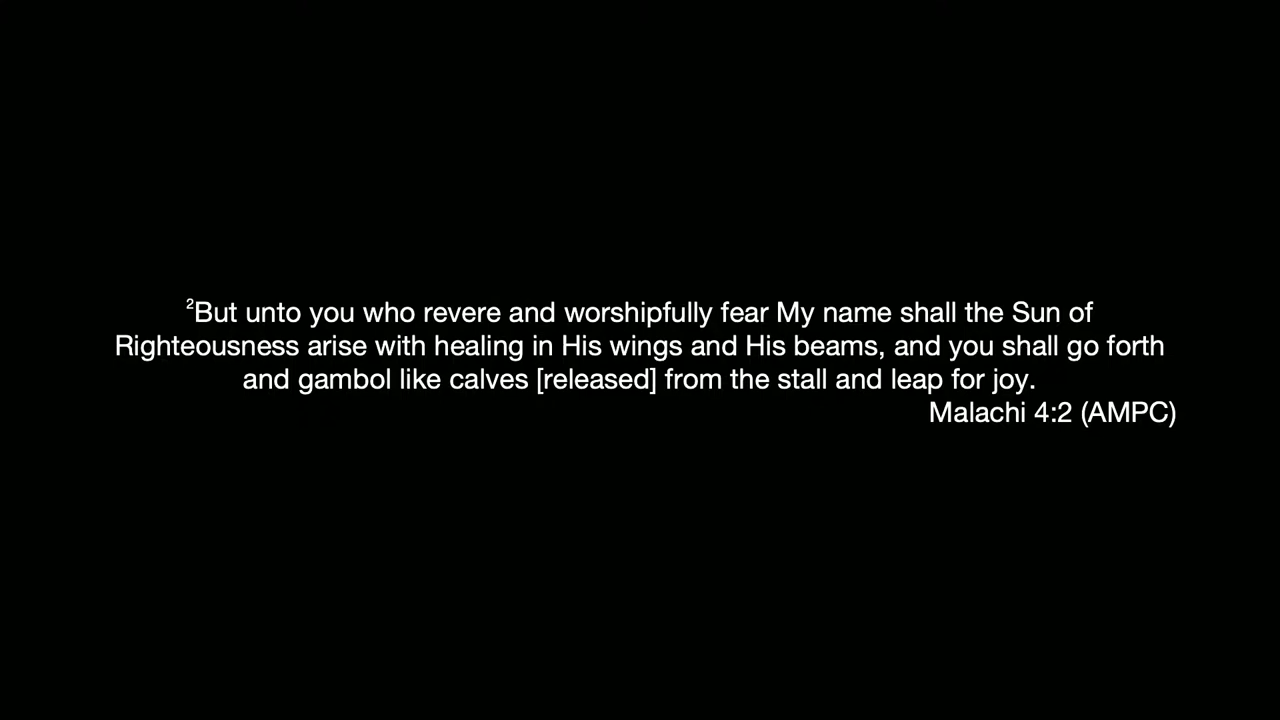 ²But unto you who revere and worshipfully fear My name shall the Sun of
Righteousness arise with healing in His wings and His beams, and you shall go forth
and gambol like calves [released] from the stall and leap for joy.
Malachi 4:2 (AMPC)